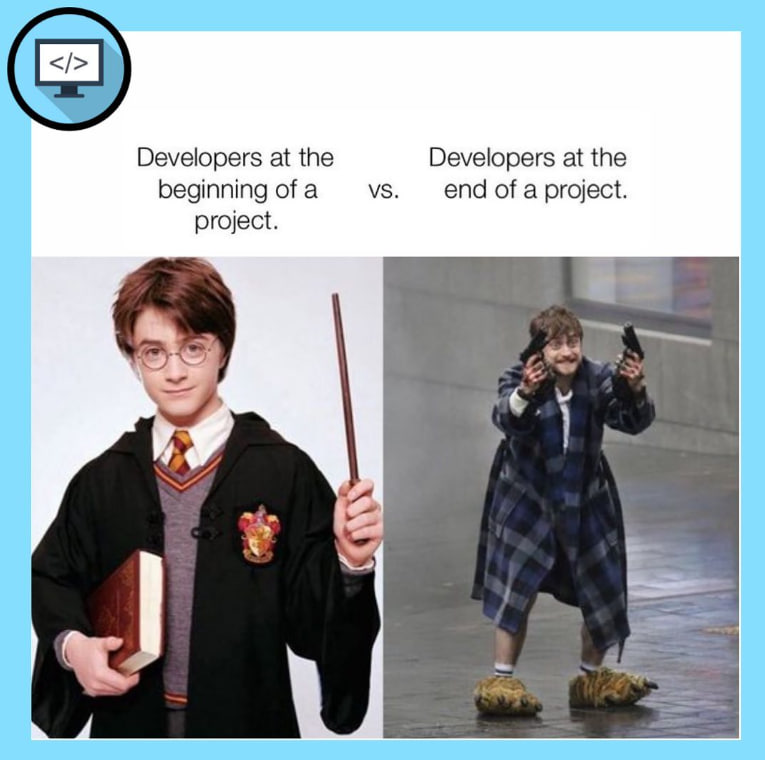 </>
Developers at the
beginning of a
project.
vs.
Developers at the
end of a project.